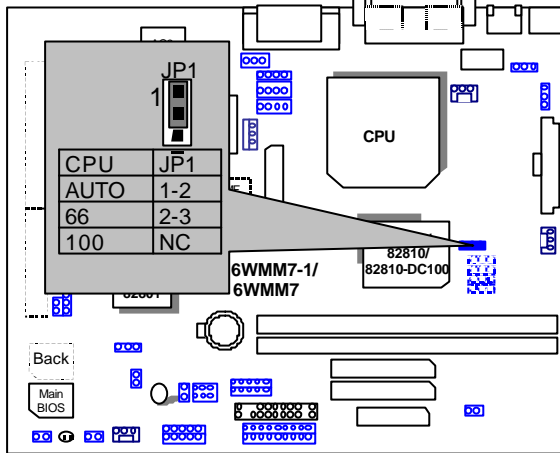 JP1
1
CPU JP1
AUTO 1-2
66 2-3
100 NC
CPU
82810/
82810-DC100
6WMM7-1/
6WMM7
82801
Back
Main
BIOS